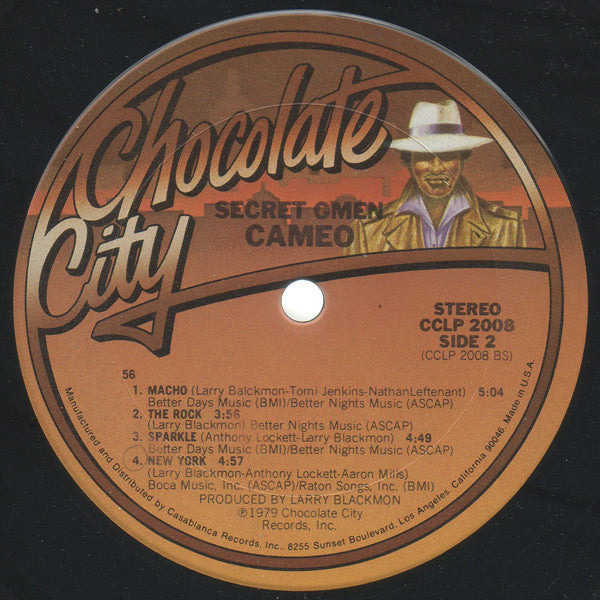 Chocolate
City
SECRET OMEN
CAMEO
STEREO
CCLP 2008
SIDE 2
(CCLP 2008 BS)
56
1. MACHO (Larry Balckmon-Tomi Jenkins-NathanLeftenant) 5:04
Better Days Music (BMI)/Better Nights Music (ASCAP)
2. THE ROCK 3:56
(Larry Blackmon) Better Nights Music (ASCAP)
3. SPARKLE (Anthony Lockett-Larry Blackmon) 4:49
Better Days Music (BMI)/Better Nights Music (ASCAP)
4. NEW YORK 4:57
(Larry Blackmon-Anthony Lockett-Aaron Mills)
Boca Music, Inc. (ASCAP)/Raton Songs, Inc. (BMI)
PRODUCED BY LARRY BLACKMON
℗1979 Chocolate City
Records, Inc.
Manufactured and Distributed by Casablanca Records, Inc., 8255 Sunset Boulevard, Los Angeles, California 90046, Made in U.S.A.